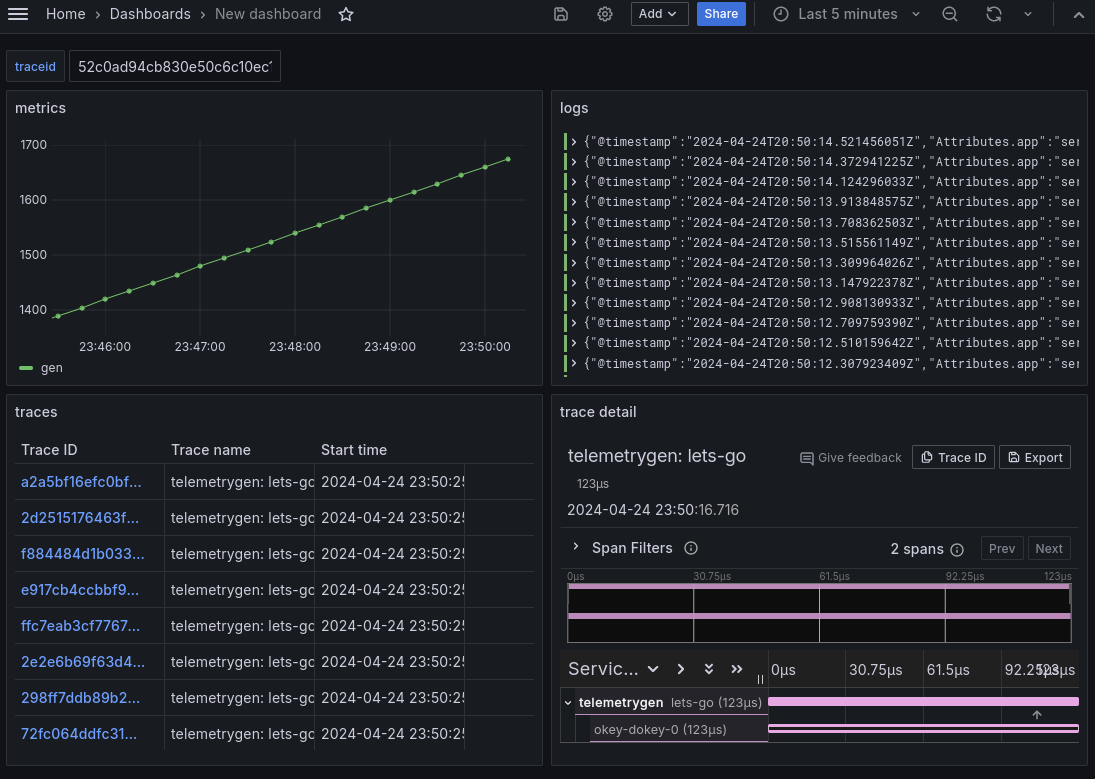 Home › Dashboards › New dashboard
Add
Share
Last 5 minutes
traceid
52c0ad94cb830e50c6c10ec1
metrics
1700
1600
1500
1400
23:46:00 23:47:00 23:48:00 23:49:00 23:50:00
gen
logs
{"@timestamp":"2024-04-24T20:50:14.521456051Z","Attributes.app":"ser
{"@timestamp":"2024-04-24T20:50:14.372941225Z","Attributes.app":"ser
{"@timestamp":"2024-04-24T20:50:14.124296033Z","Attributes.app":"ser
{"@timestamp":"2024-04-24T20:50:13.913848575Z","Attributes.app":"ser
{"@timestamp":"2024-04-24T20:50:13.708362503Z","Attributes.app":"ser
{"@timestamp":"2024-04-24T20:50:13.515561149Z","Attributes.app":"ser
{"@timestamp":"2024-04-24T20:50:13.309964026Z","Attributes.app":"ser
{"@timestamp":"2024-04-24T20:50:13.147922378Z","Attributes.app":"ser
{"@timestamp":"2024-04-24T20:50:12.908130933Z","Attributes.app":"ser
{"@timestamp":"2024-04-24T20:50:12.709759390Z","Attributes.app":"ser
{"@timestamp":"2024-04-24T20:50:12.510159642Z","Attributes.app":"ser
{"@timestamp":"2024-04-24T20:50:12.307923409Z","Attributes.app":"ser
traces
Trace ID Trace name Start time
a2a5bf16efc0bf... telemetrygen: lets-go 2024-04-24 23:50:25
2d2515176463f... telemetrygen: lets-go 2024-04-24 23:50:25
f884484d1b033... telemetrygen: lets-go 2024-04-24 23:50:25
e917cb4ccbbf9... telemetrygen: lets-go 2024-04-24 23:50:25
ffc7eab3cf7767... telemetrygen: lets-go 2024-04-24 23:50:25
2e2e6b69f63d4... telemetrygen: lets-go 2024-04-24 23:50:25
298ff7ddb89b2... telemetrygen: lets-go 2024-04-24 23:50:25
72fc064ddfc31... telemetrygen: lets-go 2024-04-24 23:50:25
trace detail
telemetrygen: lets-go
Give feedback
Trace ID
Export
123μs
2024-04-24 23:50:16.716
Span Filters
2 spans
Prev
Next
0μs 30.75μs 61.5μs 92.25μs 123μs
Servic...
0μs 30.75μs 61.5μs 92.25μs 123μs
telemetrygen lets-go (123μs)
okey-dokey-0 (123μs)